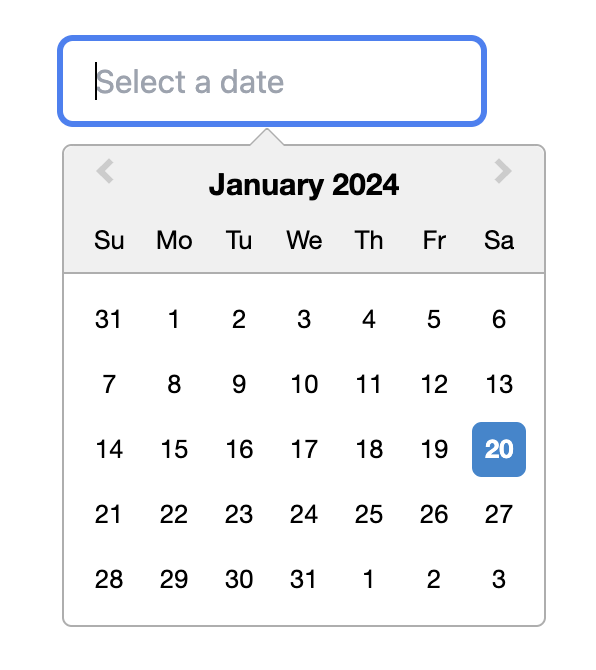 Select a date
January 2024
Su Mo Tu We Th Fr Sa
31 1 2 3 4 5 6
7 8 9 10 11 12 13
14 15 16 17 18 19 20
21 22 23 24 25 26 27
28 29 30 31 1 2 3